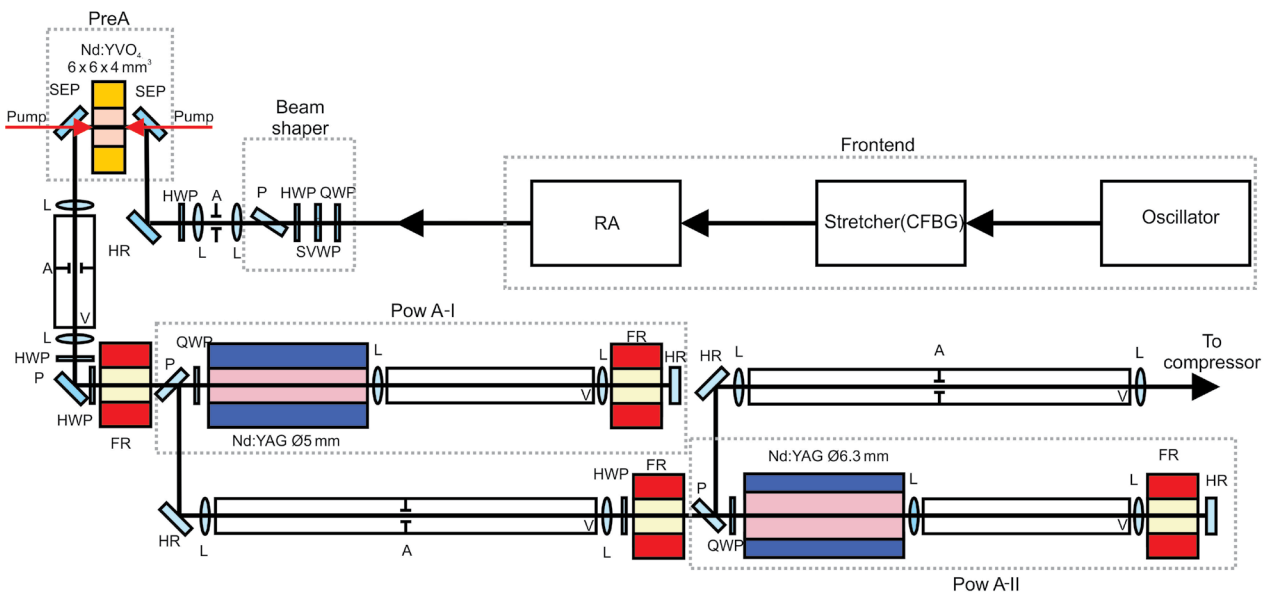 PreA
Nd:YVO₄
6 x 6 x 4 mm³
SEP
SEP
Pump
Pump
Beam
shaper
Frontend
HWP
A
P
HWP
QWP
L
HR
L
L
SVWP
RA
Stretcher(CFBG)
Oscillator
A
V
L
HWP
P
HWP
FR
Pow A-I
QWP
P
L
L
FR
HR
V
Nd:YAG Ø5 mm
HR
L
A
L
To
compressor
HWP
FR
Nd:YAG Ø6.3 mm
FR
HR
L
V
A
L
HR
P
QWP
L
L
V
Pow A-II